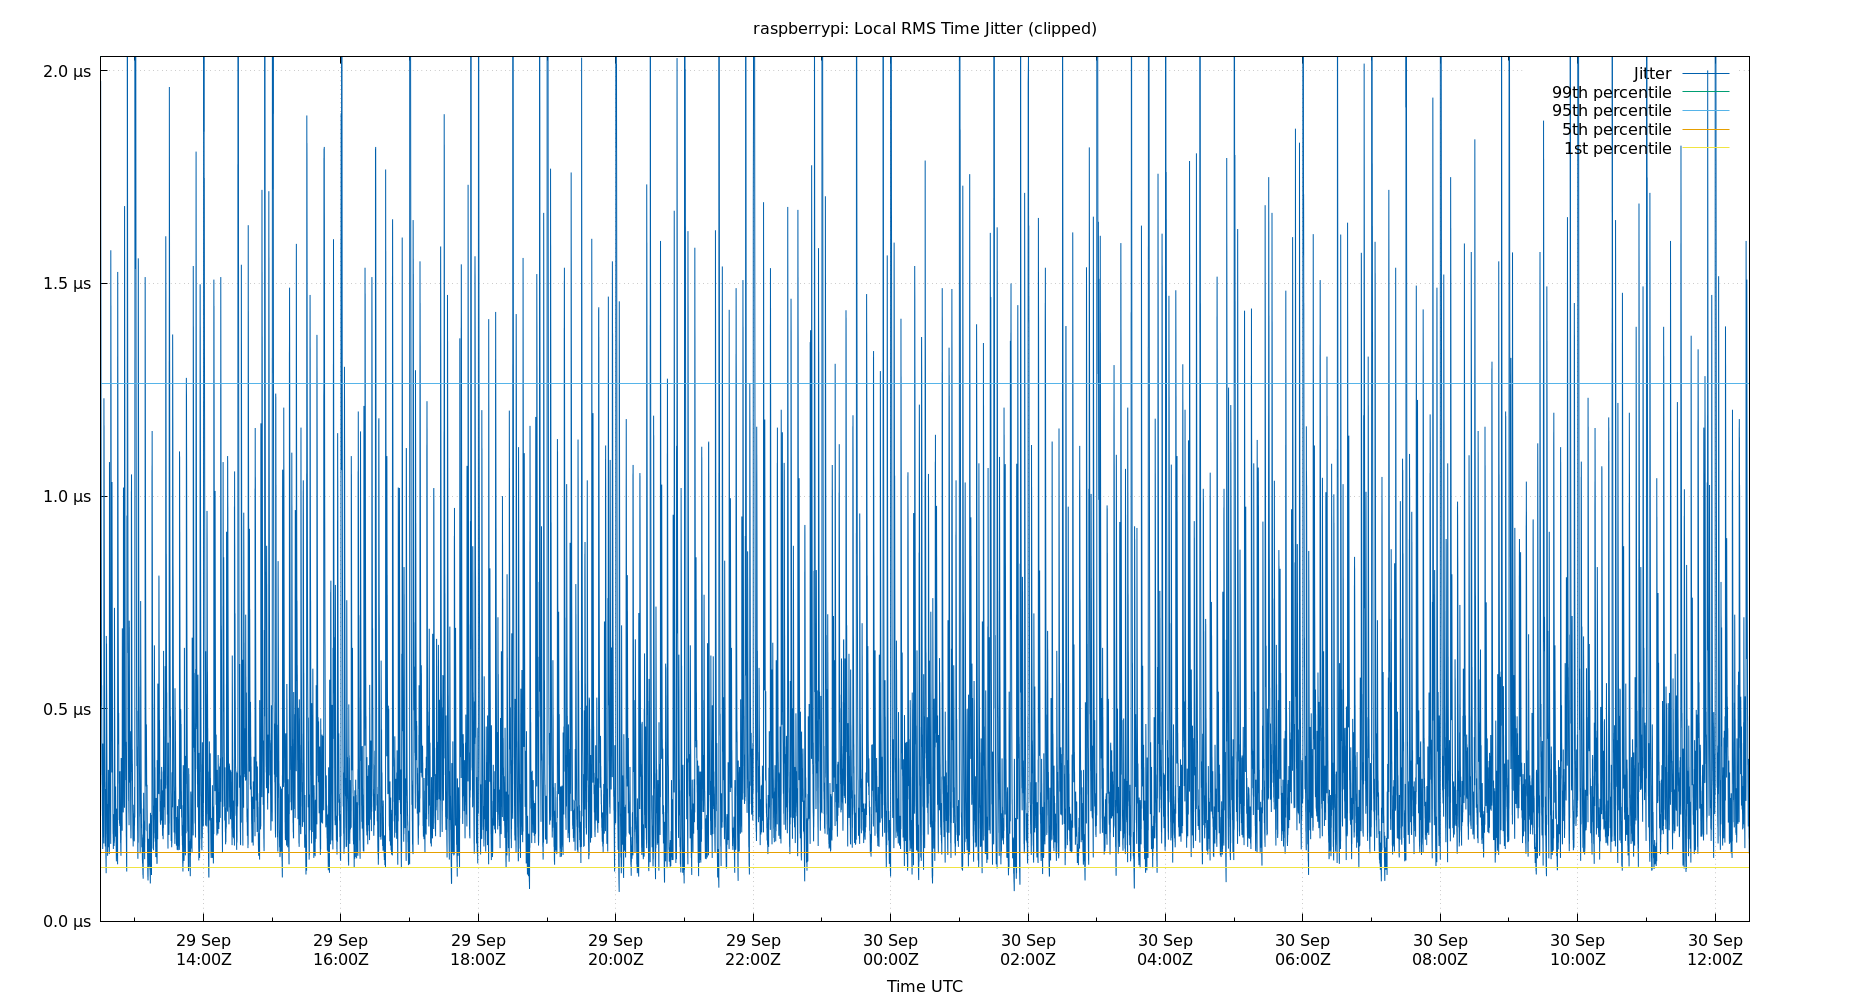 raspberrypi: Local RMS Time Jitter (clipped)
2.0 µs
1.5 µs
1.0 µs
0.5 µs
0.0 µs
Jitter
99th percentile
95th percentile
5th percentile
1st percentile
29 Sep 29 Sep 29 Sep 29 Sep 29 Sep 30 Sep 30 Sep 30 Sep 30 Sep 30 Sep 30 Sep 30 Sep
14:00Z 16:00Z 18:00Z 20:00Z 22:00Z 00:00Z 02:00Z 04:00Z 06:00Z 08:00Z 10:00Z 12:00Z
Time UTC